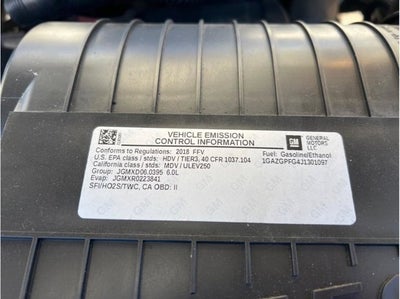 VEHICLE EMISSION
CONTROL INFORMATION
GM
GENERAL
MOTORS
LLC
Conforms to Regulations: 2018 FFV
Fuel: Gasoline/Ethanol
U.S. EPA class / stds: HDV / TIER3, 40 CFR 1037.104
1GAZGPFG4J1301097
California class / stds: MDV / ULEV250
Group: JGMXD06.0395 6.0L
Evap: JGMXR0223841
SFI/HO2S/TWC, CA OBD: II